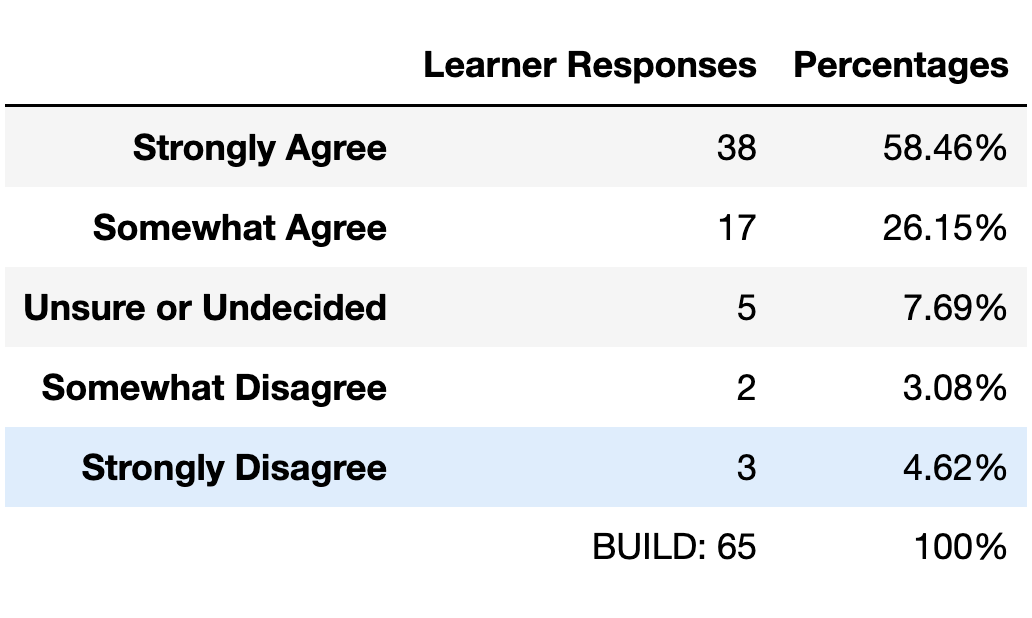 Learner Responses Percentages
Strongly Agree 38 58.46%
Somewhat Agree 17 26.15%
Unsure or Undecided 5 7.69%
Somewhat Disagree 2 3.08%
Strongly Disagree 3 4.62%
BUILD: 65 100%